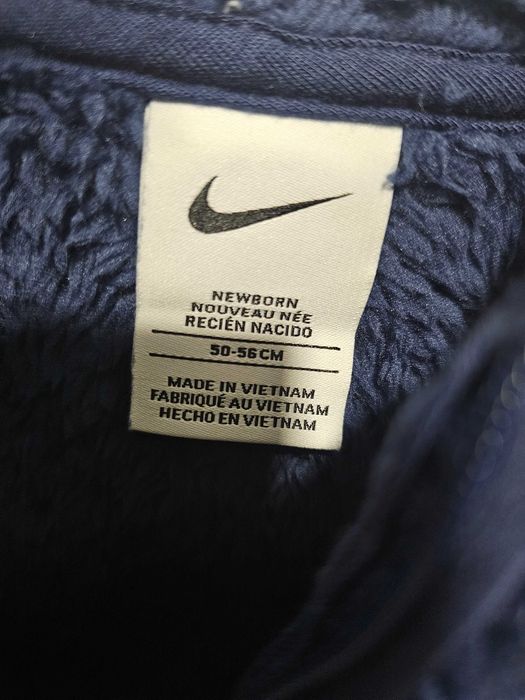 NEWBORN
NOUVEAU NÉE
RECIÉN NACIDO
50-56 CM
MADE IN VIETNAM
FABRIQUÉ AU VIETNAM
HECHO EN VIETNAM